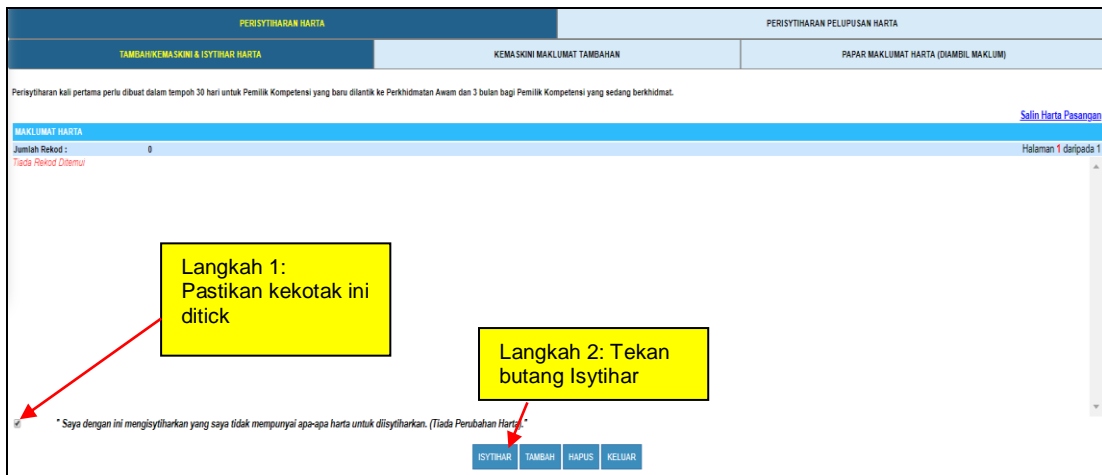 PERISYTIHARAN HARTA
PERISYTIHARAN PELUPUSAN HARTA
TAMBAH/KEMASKINI & ISYTIHAR HARTA
KEMASKINI MAKLUMAT TAMBAHAN
PAPAR MAKLUMAT HARTA (DIAMBIL MAKLUM)
Perisytiharan kali pertama perlu dibuat dalam tempoh 30 hari untuk Pemilik Kompetensi yang baru dilantik ke Perkhidmatan Awam dan 3 bulan bagi Pemilik Kompetensi yang sedang berkhidmat.
Salin Harta Pasangan
MAKLUMAT HARTA
Jumlah Rekod : 0 Halaman 1 daripada 1
Tiada Rekod Ditemui
Langkah 1:
Pastikan kekotak ini
ditick
Langkah 2: Tekan
butang Isytihar
" Saya dengan ini mengisytiharkan yang saya tidak mempunyai apa-apa harta untuk diisytiharkan. (Tiada Perubahan Harta)."
ISYTIHAR TAMBAH HAPUS KELUAR